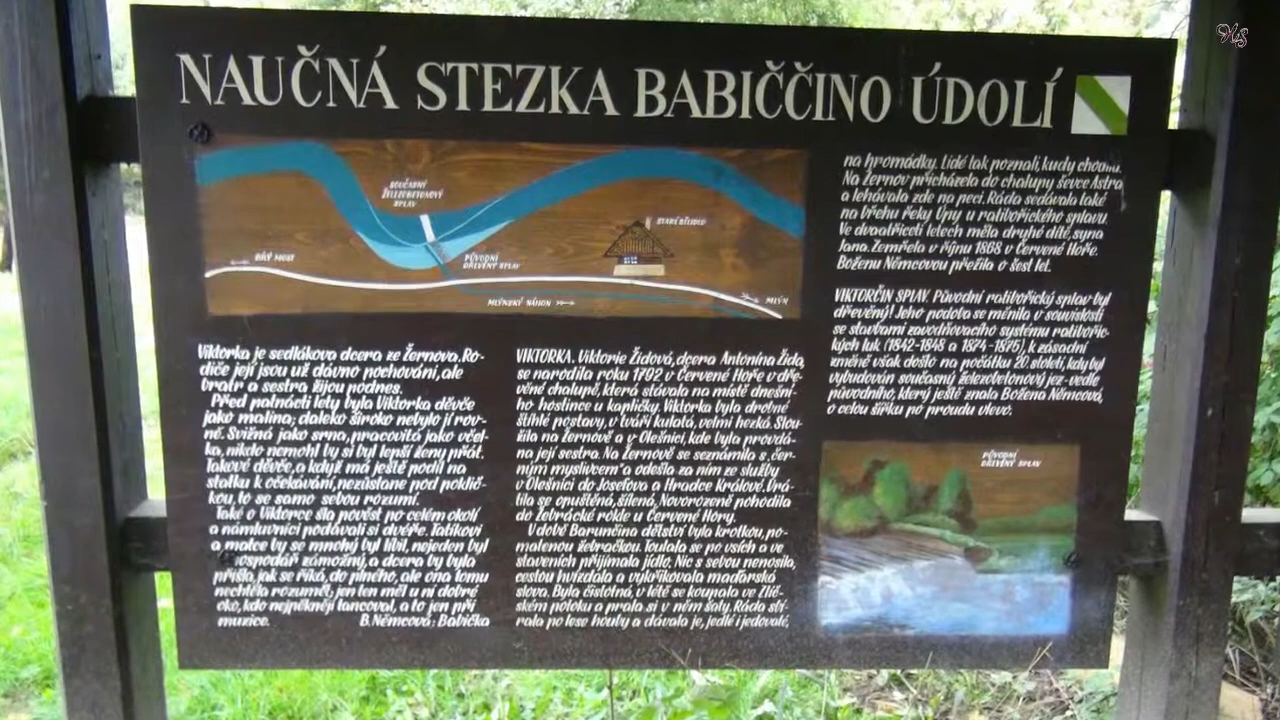 NAUČNÁ STEZKA BABIČČINO ÚDOLÍ
SOUČASNÝ
ŽELEZOBETONOVÝ
SPLAV
STARÉ BĚLIDLO
BÍLÝ MOST
PŮVODNÍ
DŘEVĚNÝ SPLAV
MLÝNSKÝ NÁHON
MLÝN
Viktorka je sedlákova dcera ze Žernova. Ro-
diče její jsou už dávno pochováni, ale
bratr a sestra žijou podnes.
Před patnácti lety byla Viktorka děvče
jako malina; daleko široko nebylo jí rov-
né. Svižná jako srna, pracovitá jako včel-
ka, nikdo nemohl by si byl lepší ženy přát.
Takové děvče, a když má ještě podíl na
statku k očekávání, nezůstane pod poklič-
kou, to se samo sebou rozumí.
Také o Viktorce šla pověst po celém okolí
a námluvníci podávali si dvéře. Tatíkovi
a matce by se mnohý byl líbil, nejeden byl
hospodář zámožný, a dcera by byla
přišla, jak se říká, do plného, ale ona tomu
nechtěla rozumět, jen ten měl u ní dobré
oko, kdo nejpěkněji tancoval, a to jen při
muzice. B. Němcová: Babička
VIKTORKA. Viktorie Židová, dcera Antonína Žida,
se narodila roku 1792 v Červené Hoře v dře-
věné chalupě, která stávala na místě dnešní-
ho hostince u kapličky. Viktorka byla drobné
štíhlé postavy, v tváři kulatá, velmi hezká. Slou-
žila na Žernově a v Olešnici, kde byla provdá-
na její sestra. Na Žernově se seznámila s „čer-
ným myslivcem" a odešla za ním ze služby
v Olešnici do Josefova a Hradce Králové. Vrá-
tila se opuštěná, šílená. Novorozeně pohodila
do Žebrácké rokle u Červené Hory.
V době Barunčina dětství byla krotkou, po-
matenou žebračkou. Toulala se po vsích a ve
staveních přijímala jídlo. Nic s sebou nenosila,
cestou hvízdala a vykřikovala maďarská
slova. Byla čistotná, v létě se koupala ve Zlič-
ském potoku a prala si v něm šaty. Ráda sbí-
rala po lese houby a dávala je, jedlé i jedovaté,
na hromádky. Lidé tak poznali, kudy chodila.
Na Žernov přicházela do chalupy ševce Astra
a lehávala zde na peci. Ráda sedávala také
na břehu řeky Úpy u ratibořického splavu.
Ve dvaatřiceti letech měla druhé dítě, syna
Jana. Zemřela v říjnu 1868 v Červené Hoře.
Boženu Němcovou přežila o šest let.
VIKTORČIN SPLAV. Původní ratibořický splav byl
dřevěný! Jeho podoba se měnila v souvislosti
se stavbami zavodňovacího systému ratibořic-
kých luk (1842-1848 a 1874-1875), k zásadní
změně však došlo na počátku 20. století, kdy byl
vybudován současný železobetonový jez - vedle
původního, který ještě znala Božena Němcová,
o celou šířku po proudu vlevo.
PŮVODNÍ
DŘEVĚNÝ SPLAV